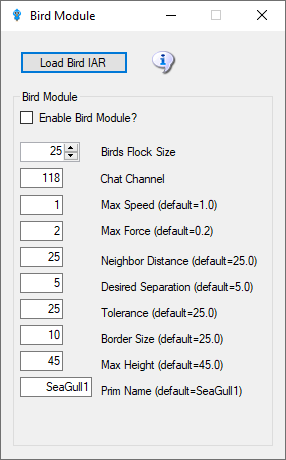 Bird Module
Load Bird IAR
Bird Module
Enable Bird Module?
25 Birds Flock Size
118 Chat Channel
1 Max Speed (default=1.0)
2 Max Force (default=0.2)
25 Neighbor Distance (default=25.0)
5 Desired Separation (default=5.0)
25 Tolerance (default=25.0)
10 Border Size (default=25.0)
45 Max Height (default=45.0)
SeaGull1 Prim Name (default=SeaGull1)